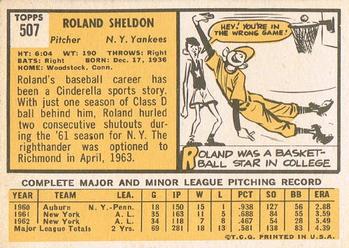 TOPPS
507
ROLAND SHELDON
Pitcher N. Y. Yankees
HT: 6:04 WT: 190 THROWS: Right
BATS: Right BORN: Dec. 17, 1936
HOME: Woodstock, Conn.
Roland's baseball career has
been a Cinderella sports story.
With just one season of Class D
ball behind him, Roland hurled
two consecutive shutouts during
the '61 season for N. Y. The
righthander was optioned to
Richmond in April, 1963.
HEY! YOU'RE IN
THE WRONG GAME!
ROLAND WAS A BASKET-
BALL STAR IN COLLEGE
COMPLETE MAJOR AND MINOR LEAGUE PITCHING RECORD
YEAR TEAM LEA. G IP W L PCT SO BB ERA
1960 Auburn N. Y.-Penn. 18 150 15 1 .938 127 56 2.88
1961 New York A. L. 35 163 11 5 .688 84 55 3.59
1962 New York A. L. 34 118 7 8 .467 54 28 5.49
Major League Totals 2 Yrs. 69 281 18 13 .581 138 83 4.39
© T.C.G. PRINTED IN U.S.A.